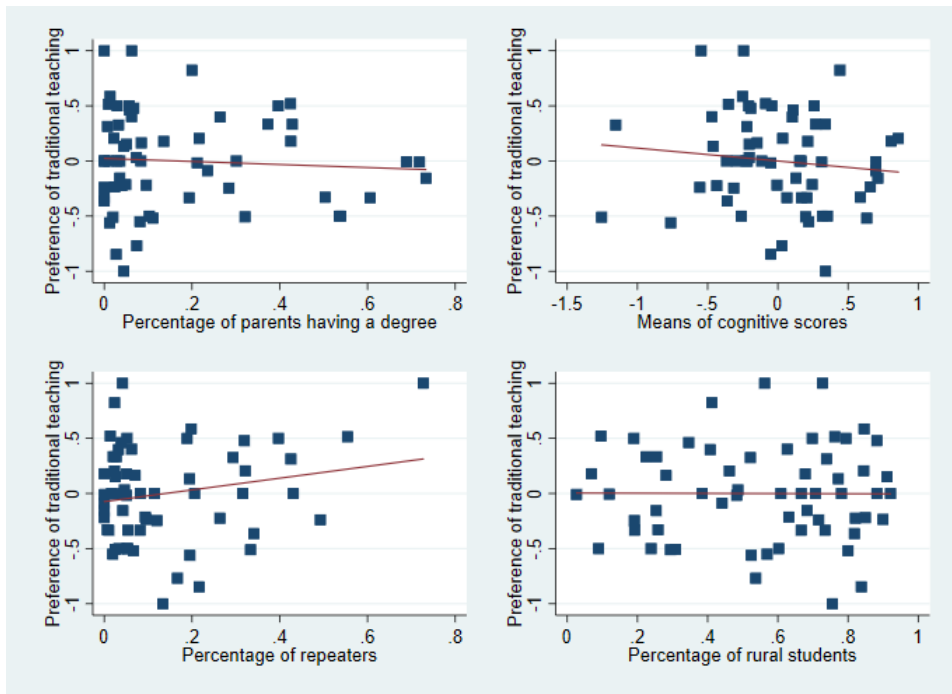 Preference of traditional teaching
1
.5
0
-.5
-1
0 .2 .4 .6 .8
Percentage of parents having a degree
Preference of traditional teaching
1
.5
0
-.5
-1
-1.5 -1 -.5 0 .5 1
Means of cognitive scores
Preference of traditional teaching
1
.5
0
-.5
-1
0 .2 .4 .6 .8
Percentage of repeaters
Preference of traditional teaching
1
.5
0
-.5
-1
0 .2 .4 .6 .8 1
Percentage of rural students